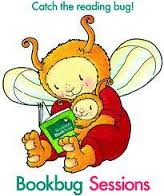 Catch the reading bug!
Bookbug Sessions